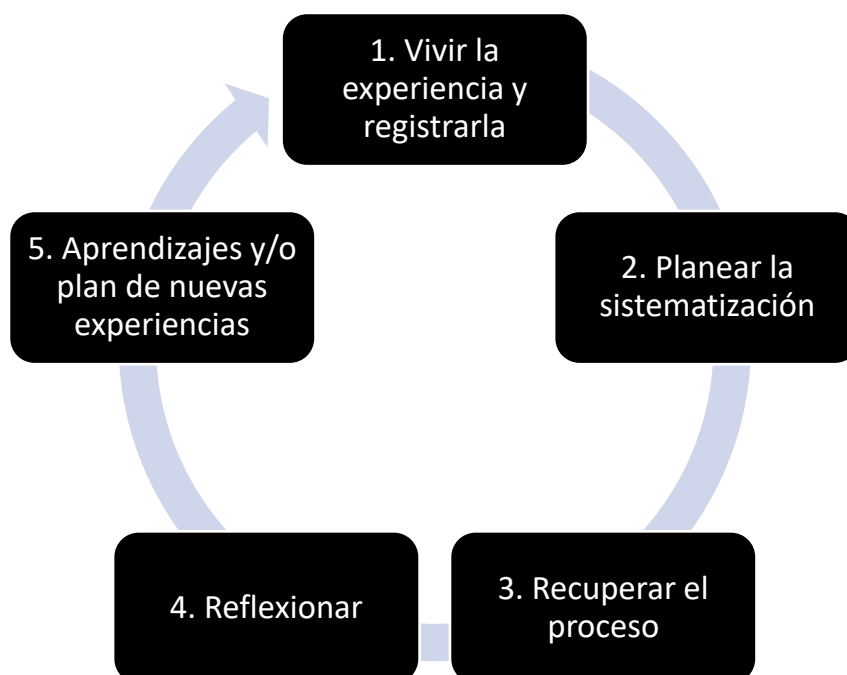 1. Vivir la
experiencia y
registrarla
2. Planear la
sistematización
3. Recuperar el
proceso
4. Reflexionar
5. Aprendizajes y/o
plan de nuevas
experiencias